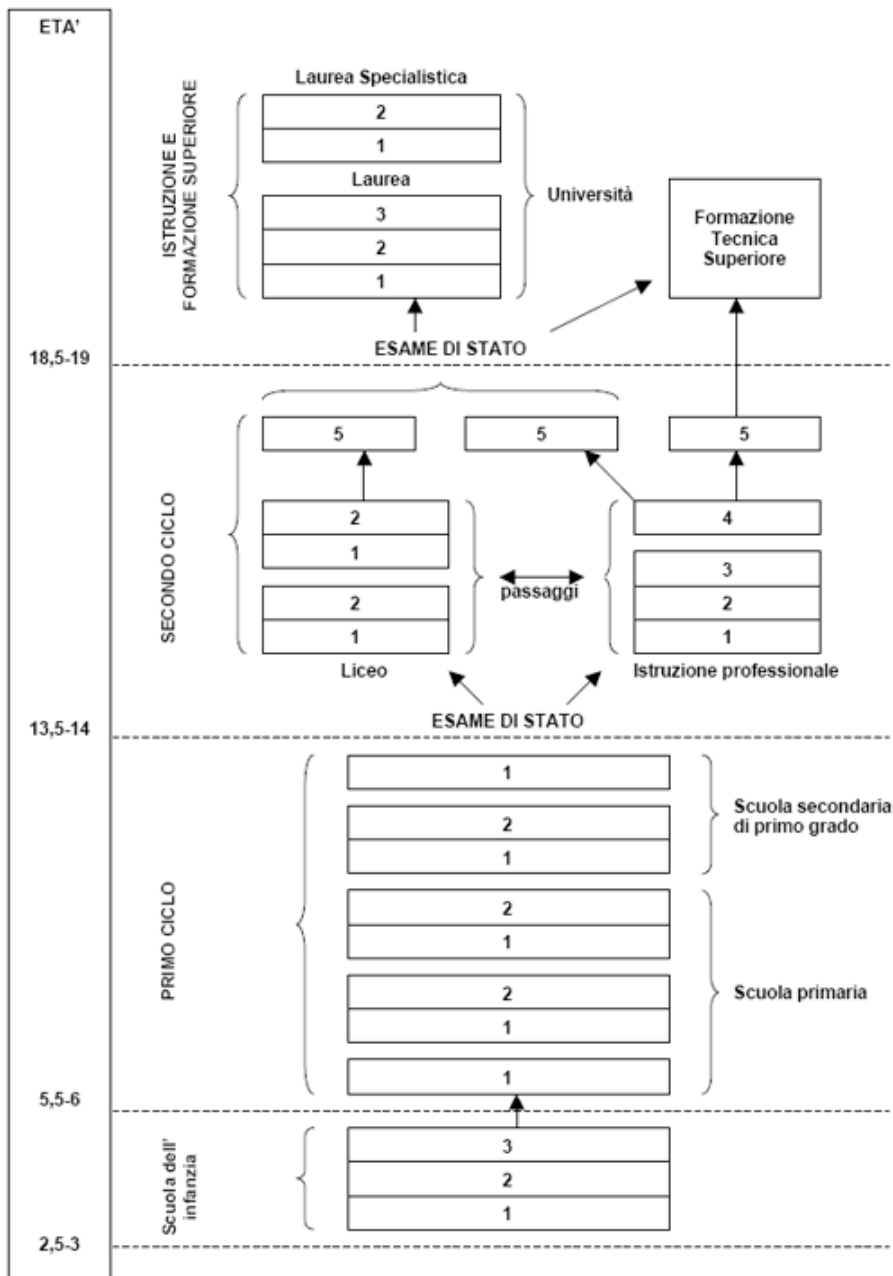 ETA'
ISTRUZIONE E
FORMAZIONE SUPERIORE
Laurea Specialistica
2
1
Laurea
3
2
1
Università
Formazione
Tecnica
Superiore
ESAME DI STATO
18,5-19
SECONDO CICLO
5
5
5
2
1
2
1
Liceo
passaggi
4
3
2
1
Istruzione professionale
ESAME DI STATO
13,5-14
PRIMO CICLO
1
2
1
Scuola secondaria
di primo grado
2
1
2
1
1
Scuola primaria
5,5-6
Scuola dell'
infanzia
3
2
1
2,5-3